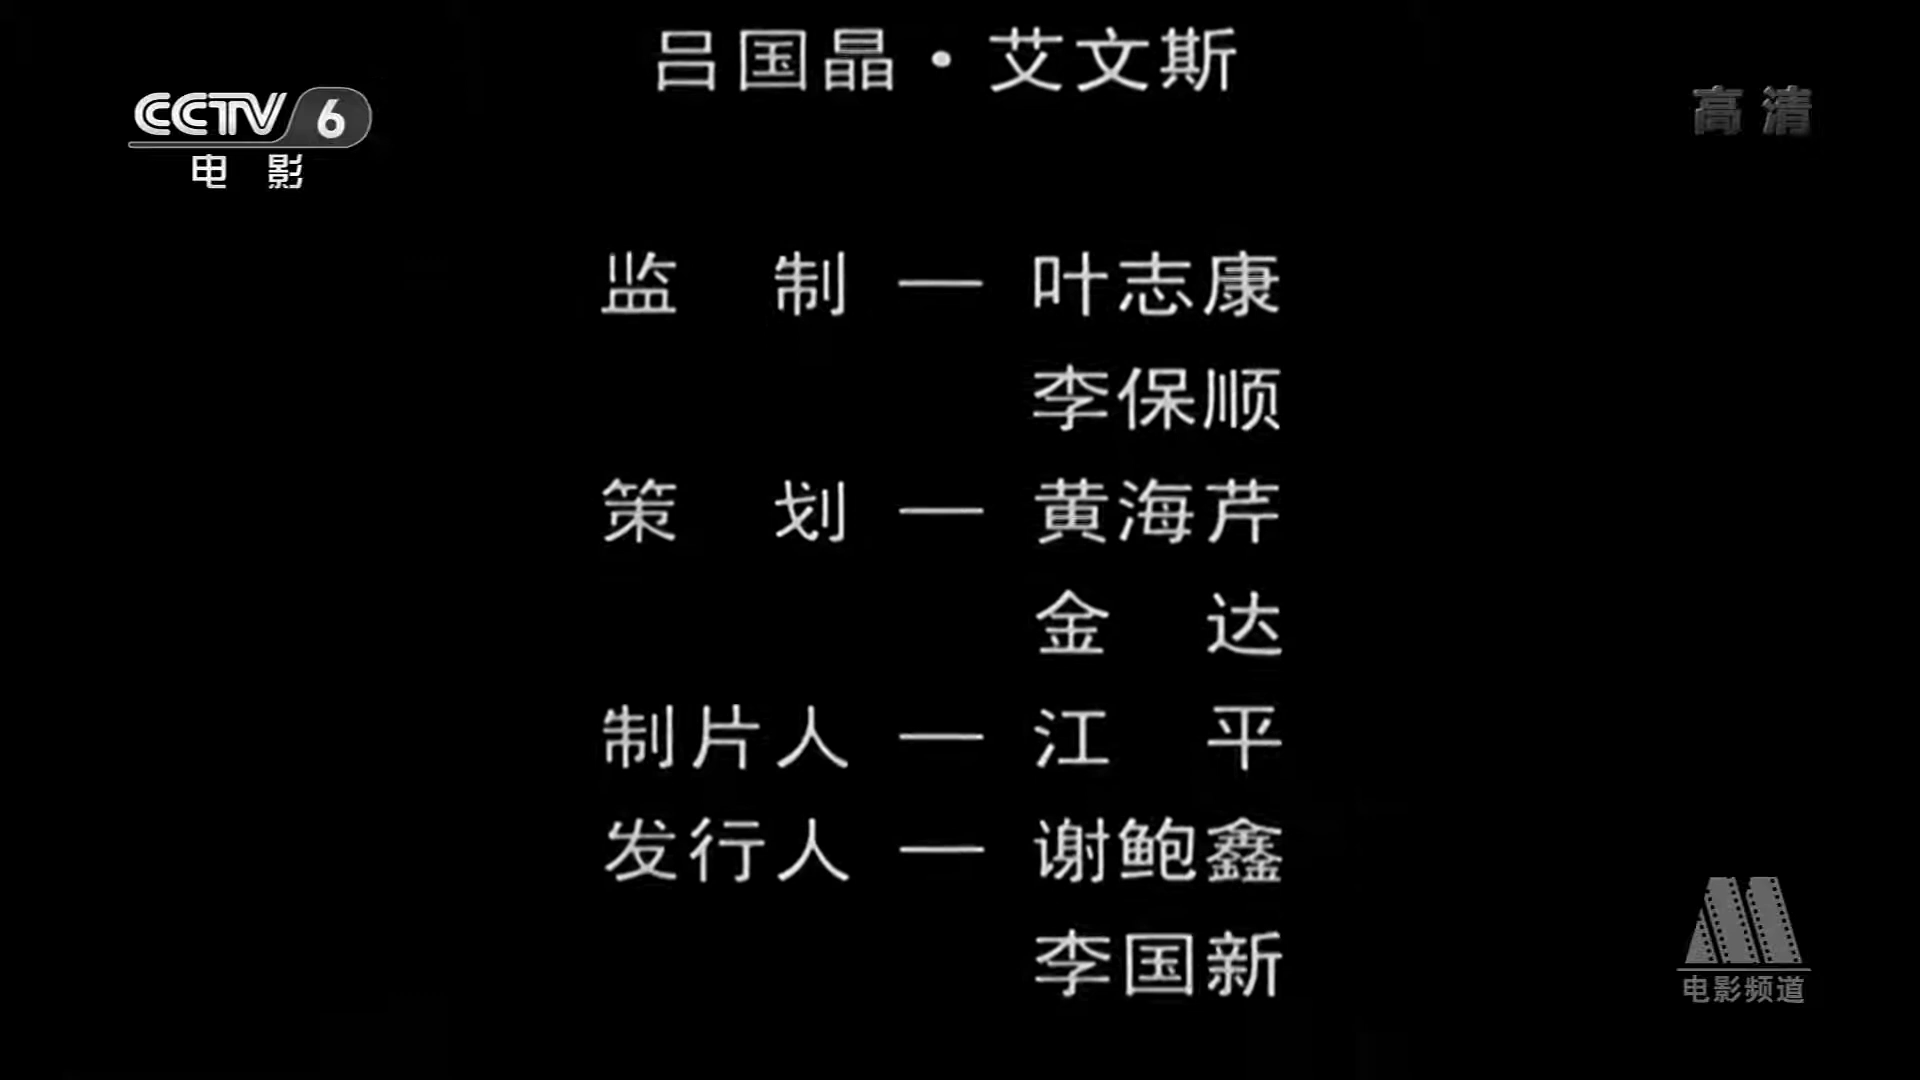 吕国晶·艾文斯
CCTV 6
电影
高清
监 制 — 叶志康
李保顺
策 划 — 黄海芹
金 达
制片人 — 江 平
发行人 — 谢鲍鑫
李国新
电影频道